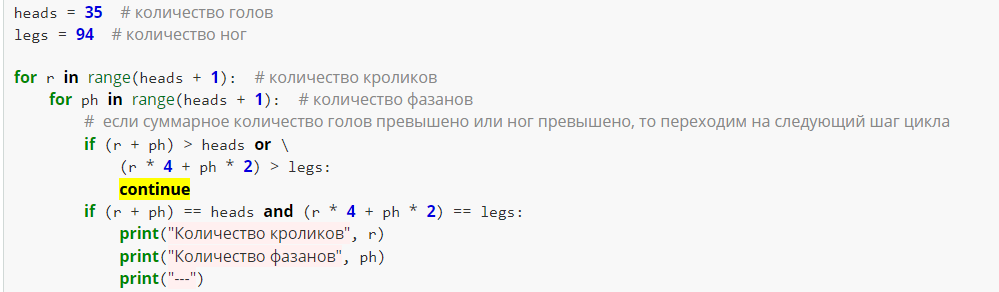 heads = 35  # количество голов
legs = 94  # количество ног

for r in range(heads + 1):  # количество кроликов
    for ph in range(heads + 1):  # количество фазанов
        #  если суммарное количество голов превышено или ног превышено, то переходим на следующий шаг цикла
        if (r + ph) > heads or \
            (r * 4 + ph * 2) > legs:
            continue
        if (r + ph) == heads and (r * 4 + ph * 2) == legs:
            print("Количество кроликов", r)
            print("Количество фазанов", ph)
            print("---")